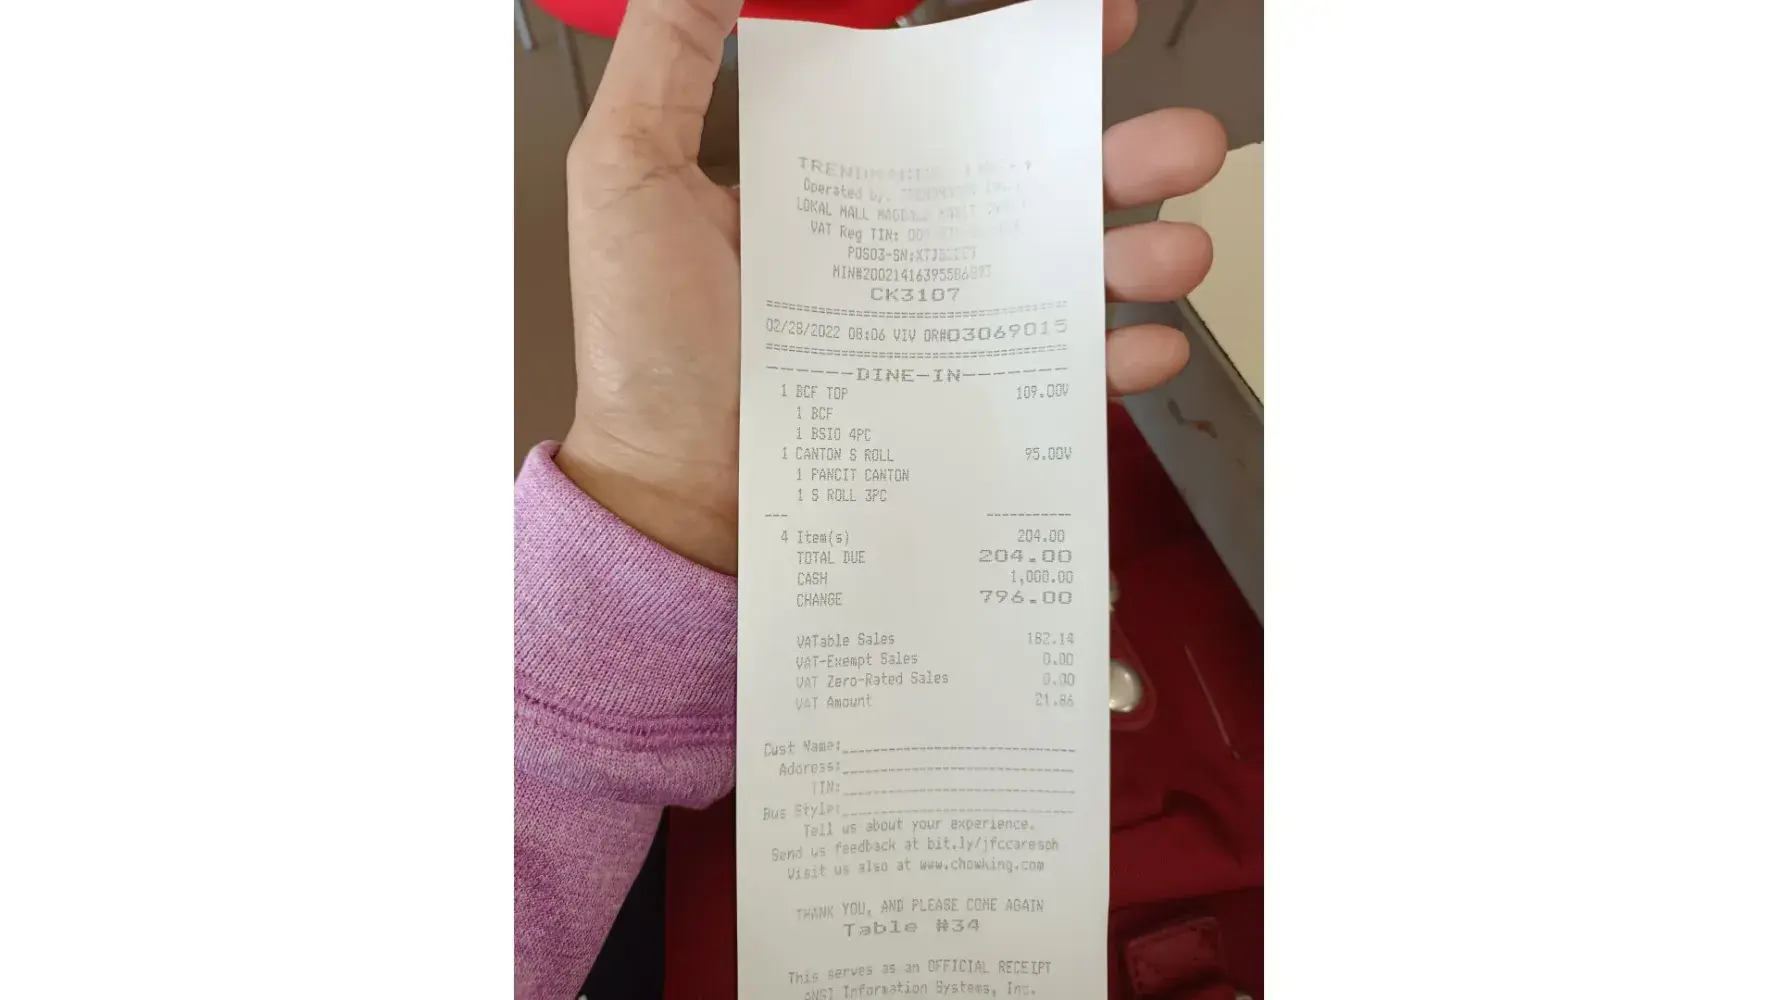 Operated by:
LOKAL MALL
VAT Reg TIN:
POS03-SN:
CK3107
02/28/2022 08:06 VIV OR#03069015
------DINE-IN-------
1 BCF TOP 109.00V
1 BCF
1 BSIO 4PC
1 CANTON S ROLL 95.00V
1 PANCIT CANTON
1 S ROLL 3PC
--- -----------
4 Item(s) 204.00
TOTAL DUE 204.00
CASH 1,000.00
CHANGE 796.00
VATable Sales 182.14
VAT-Exempt Sales 0.00
VAT Zero-Rated Sales 0.00
VAT Amount 21.86
Cust Name:
Address:
TIN:
Bus Style:
Tell us about your experience.
Send us feedback at bit.ly/jfccaresph
Visit us also at www.chowking.com
THANK YOU, AND PLEASE COME AGAIN
Table #34
This serves as an OFFICIAL RECEIPT
ANSI Information Systems, Inc.